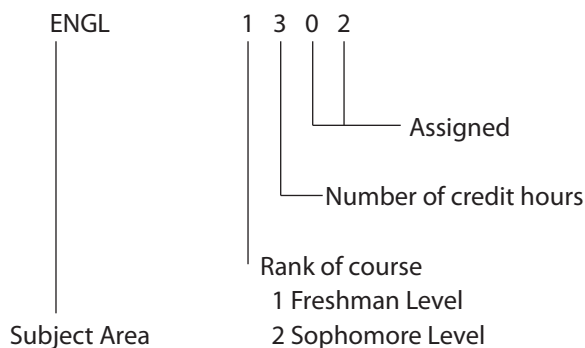 ENGL 1 3 0 2
Assigned
Number of credit hours
Rank of course
1 Freshman Level
Subject Area 2 Sophomore Level